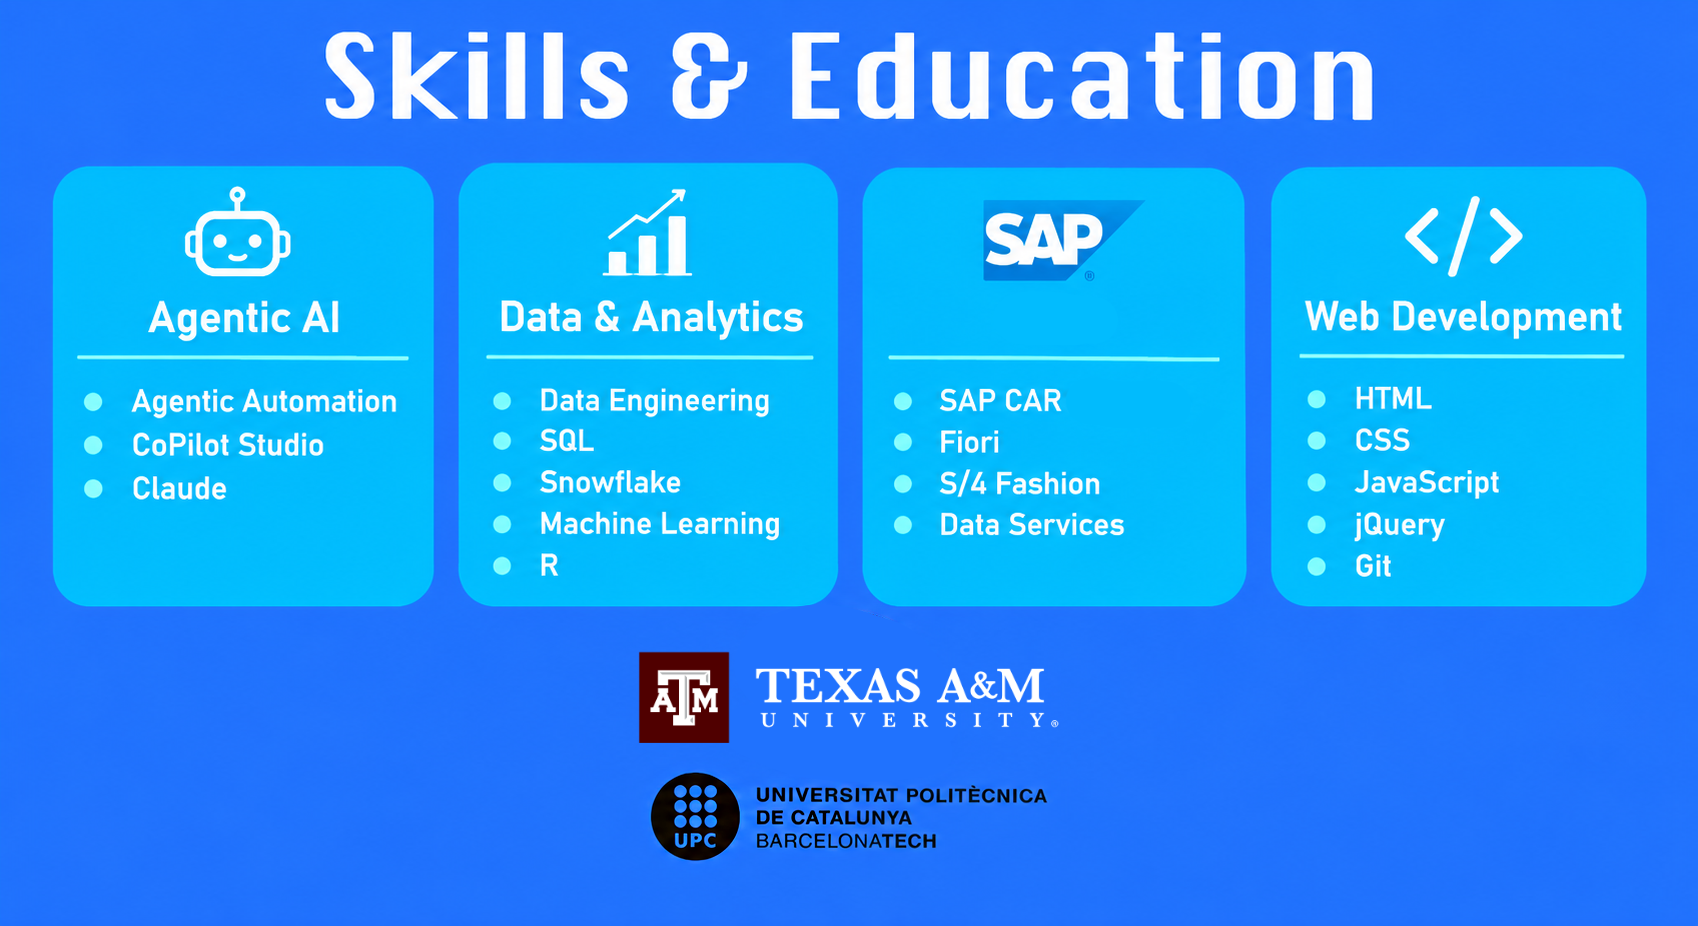 Skills & Education
Agentic AI
Agentic Automation
CoPilot Studio
Claude
Data & Analytics
Data Engineering
SQL
Snowflake
Machine Learning
R
SAP
®
SAP CAR
Fiori
S/4 Fashion
Data Services
</>
Web Development
HTML
CSS
JavaScript
jQuery
Git
ATM
TEXAS A&M
UNIVERSITY®
UPC
UNIVERSITAT POLITÈCNICA
DE CATALUNYA
BARCELONATECH